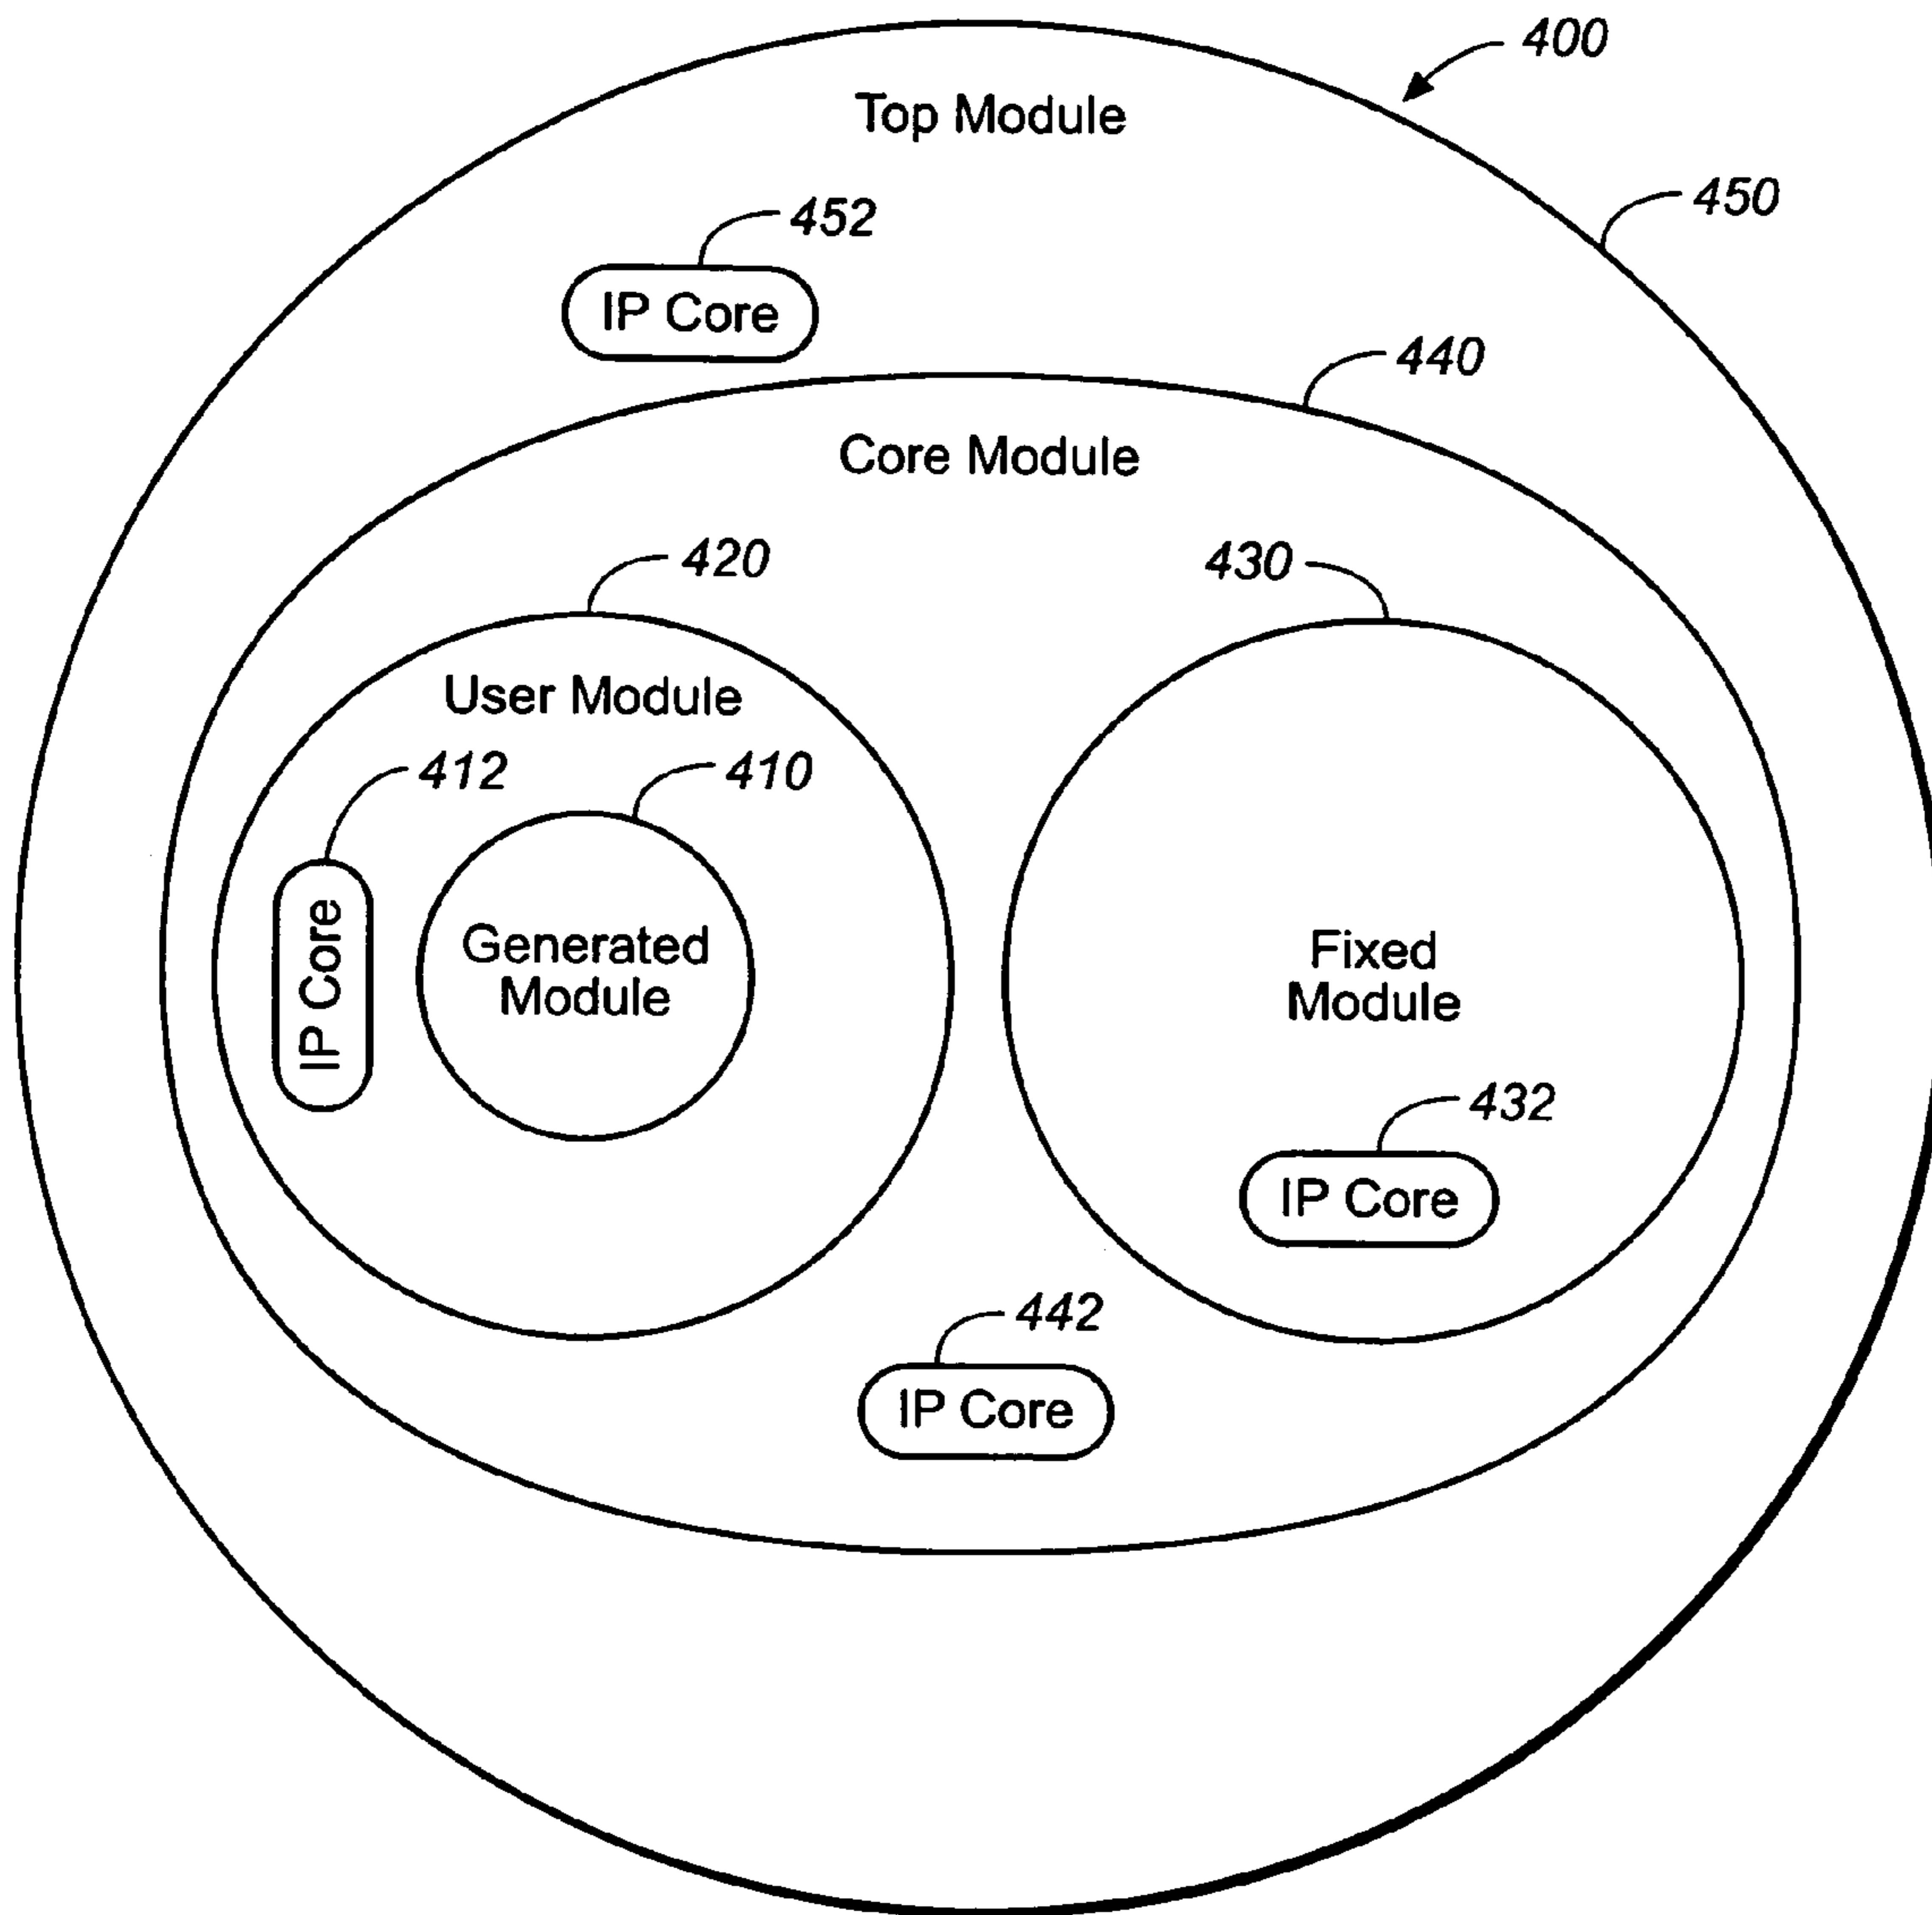 400
Top Module
450
452
IP Core
440
Core Module
420
430
User Module
412
410
IP Core
Generated
Module
Fixed
Module
432
IP Core
442
IP Core